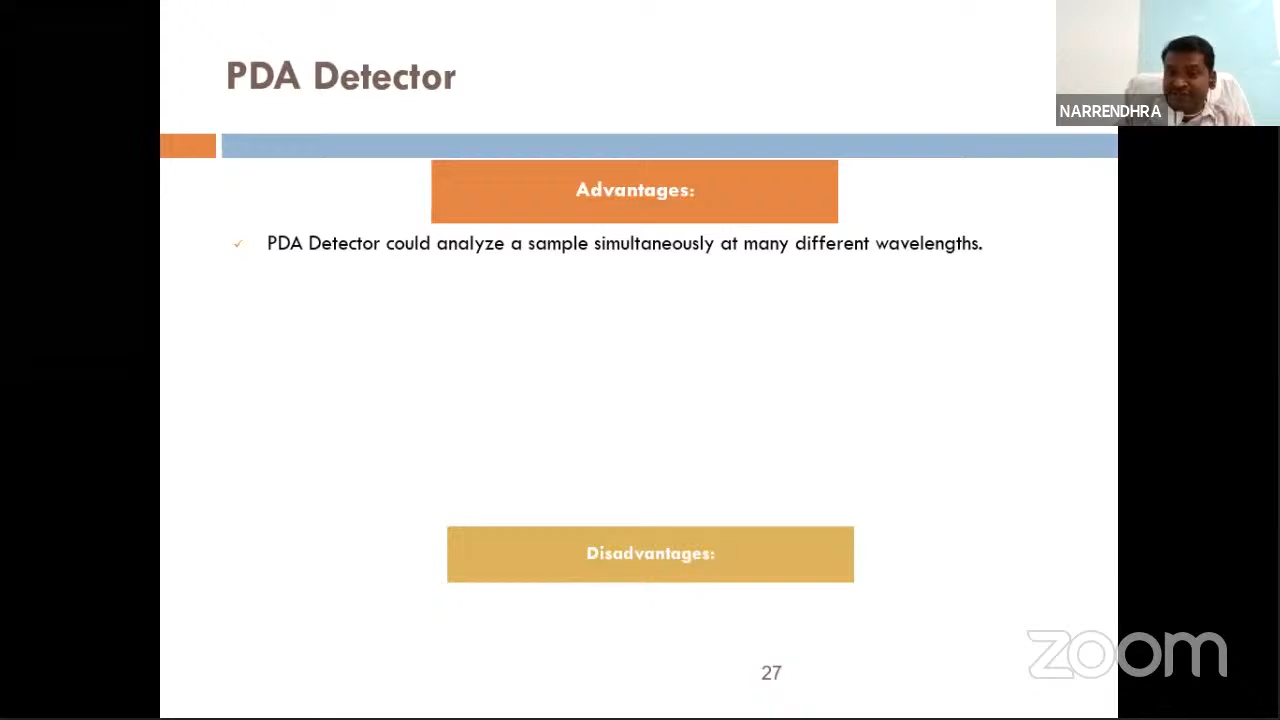 PDA Detector
NARRENDHRA
Advantages:
✓ PDA Detector could analyze a sample simultaneously at many different wavelengths.
Disadvantages:
zoom
27